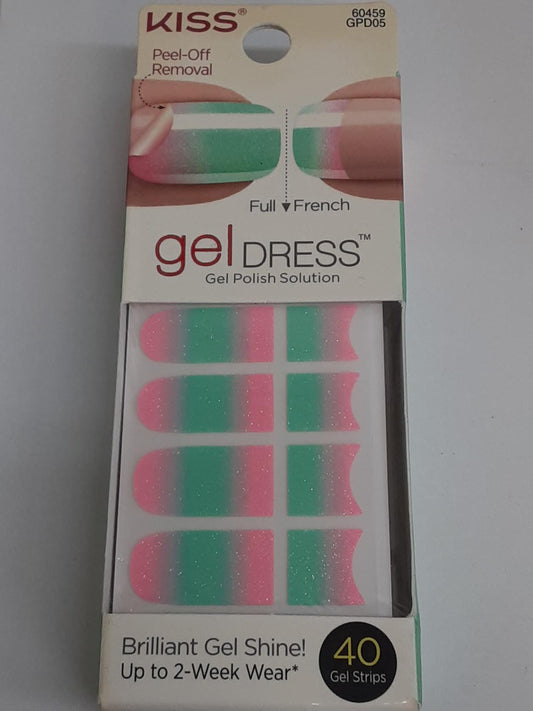 KISS
60459
GPD05
Peel-Off
Removal
Full French
gel DRESS™
Gel Polish Solution
Brilliant Gel Shine!
Up to 2-Week Wear*
40
Gel Strips